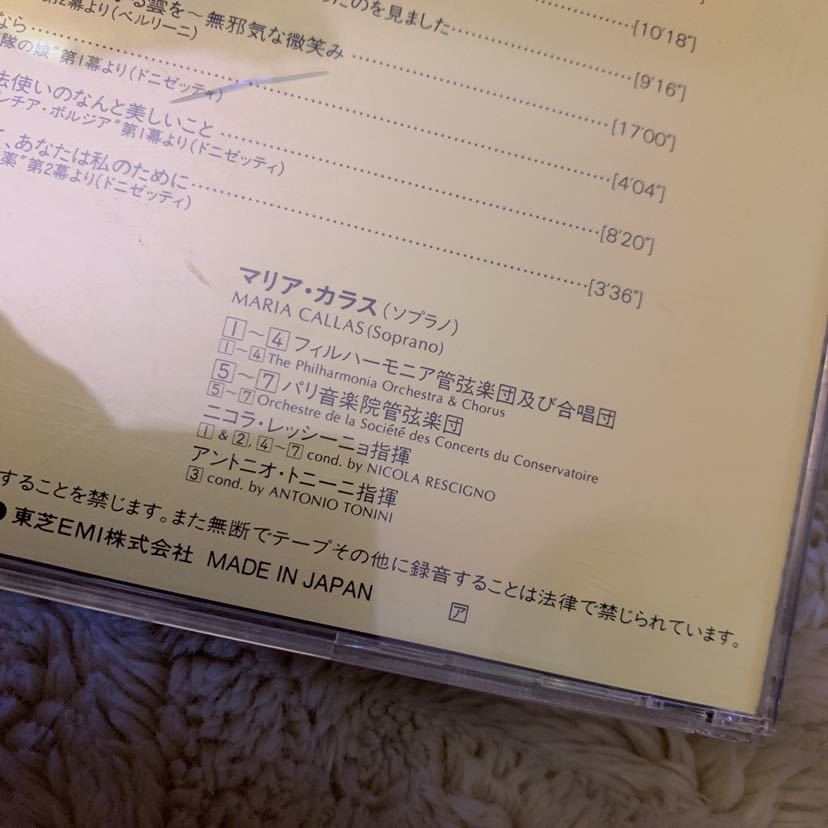 のを見ました……[10'18"]
第2幕より(ベルリーニ)
る雲を～無邪気な微笑み……[9'16"]
なら……[17'00"]
隊の娘"第1幕より(ドニゼッティ)
法使いのなんと美しいこと……[4'04"]
ボルジア"第1幕より(ドニゼッティ)
、あなたは私のために……[8'20"]
薬"第2幕より(ドニゼッティ)
……[3'36"]
マリア・カラス(ソプラノ)
MARIA CALLAS(Soprano)
1～4 フィルハーモニア管弦楽団及び合唱団
1～4 The Philharmonia Orchestra & Chorus
5～7 パリ音楽院管弦楽団
5～7 Orchestre de la Société des Concerts du Conservatoire
ニコラ・レッシーニョ指揮
1 & 2, 4～7 cond. by NICOLA RESCIGNO
アントニオ・トニーニ指揮
3 cond. by ANTONIO TONINI
することを禁じます。また無断でテープその他に録音することは法律で禁じられています。
●東芝EMI株式会社 MADE IN JAPAN
ア